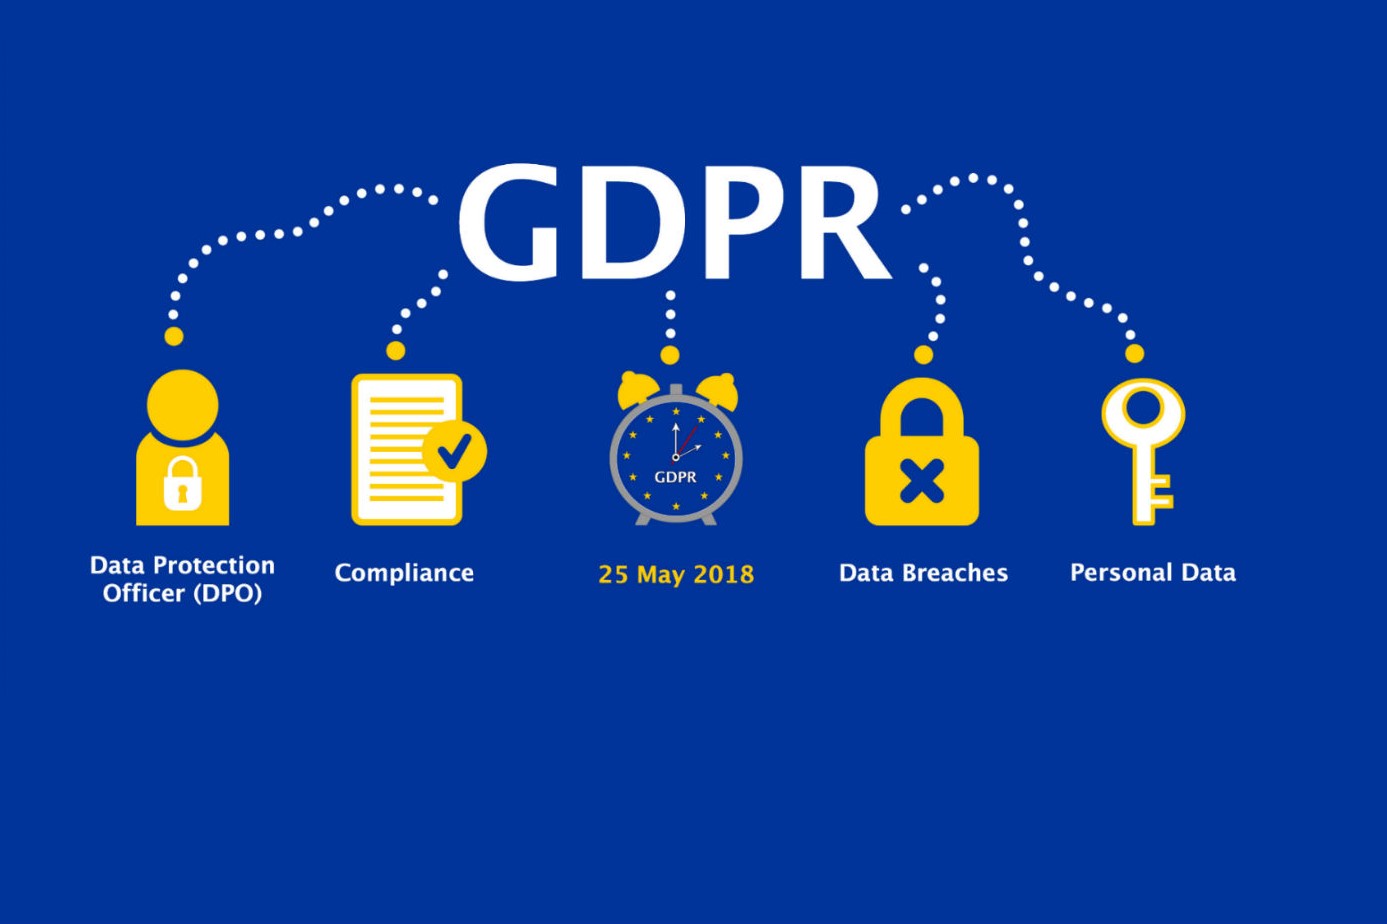 GDPR
GDPR
Data Protection
Officer (DPO)
Compliance
25 May 2018
Data Breaches
Personal Data